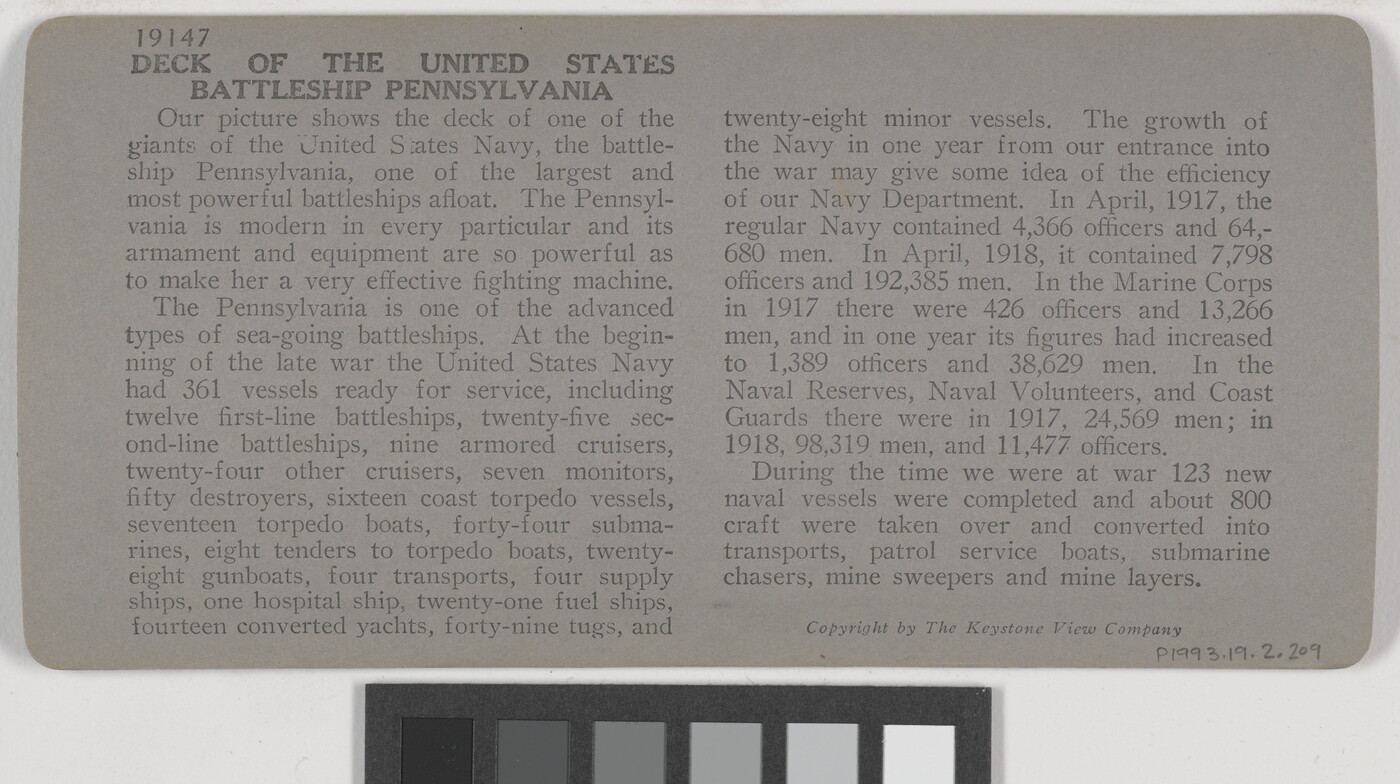 19147
DECK OF THE UNITED STATES
BATTLESHIP PENNSYLVANIA
Our picture shows the deck of one of the
giants of the United States Navy, the battle-
ship Pennsylvania, one of the largest and
most powerful battleships afloat. The Pennsyl-
vania is modern in every particular and its
armament and equipment are so powerful as
to make her a very effective fighting machine.
The Pennsylvania is one of the advanced
types of sea-going battleships. At the begin-
ning of the late war the United States Navy
had 361 vessels ready for service, including
twelve first-line battleships, twenty-five sec-
ond-line battleships, nine armored cruisers,
twenty-four other cruisers, seven monitors,
fifty destroyers, sixteen coast torpedo vessels,
seventeen torpedo boats, forty-four subma-
rines, eight tenders to torpedo boats, twenty-
eight gunboats, four transports, four supply
ships, one hospital ship, twenty-one fuel ships,
fourteen converted yachts, forty-nine tugs, and
twenty-eight minor vessels. The growth of
the Navy in one year from our entrance into
the war may give some idea of the efficiency
of our Navy Department. In April, 1917, the
regular Navy contained 4,366 officers and 64,-
680 men. In April, 1918, it contained 7,798
officers and 192,385 men. In the Marine Corps
in 1917 there were 426 officers and 13,266
men, and in one year its figures had increased
to 1,389 officers and 38,629 men. In the
Naval Reserves, Naval Volunteers, and Coast
Guards there were in 1917, 24,569 men; in
1918, 98,319 men, and 11,477 officers.
During the time we were at war 123 new
naval vessels were completed and about 800
craft were taken over and converted into
transports, patrol service boats, submarine
chasers, mine sweepers and mine layers.
Copyright by The Keystone View Company
P1993.19.2.209